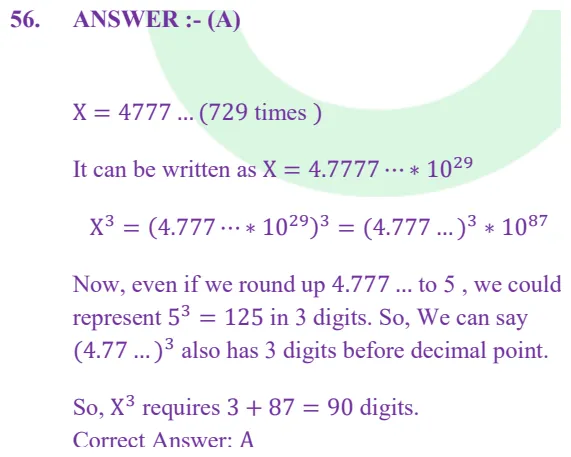 56. ANSWER :- (A)
X = 4777 … (729 times )
It can be written as X = 4.7777 ⋯ * 10²⁹
X³ = (4.777 ⋯ * 10²⁹)³ = (4.777 … )³ * 10⁸⁷
Now, even if we round up 4.777 … to 5 , we could
represent 5³ = 125 in 3 digits. So, We can say
(4.77 … )³ also has 3 digits before decimal point.
So, X³ requires 3 + 87 = 90 digits.
Correct Answer: A